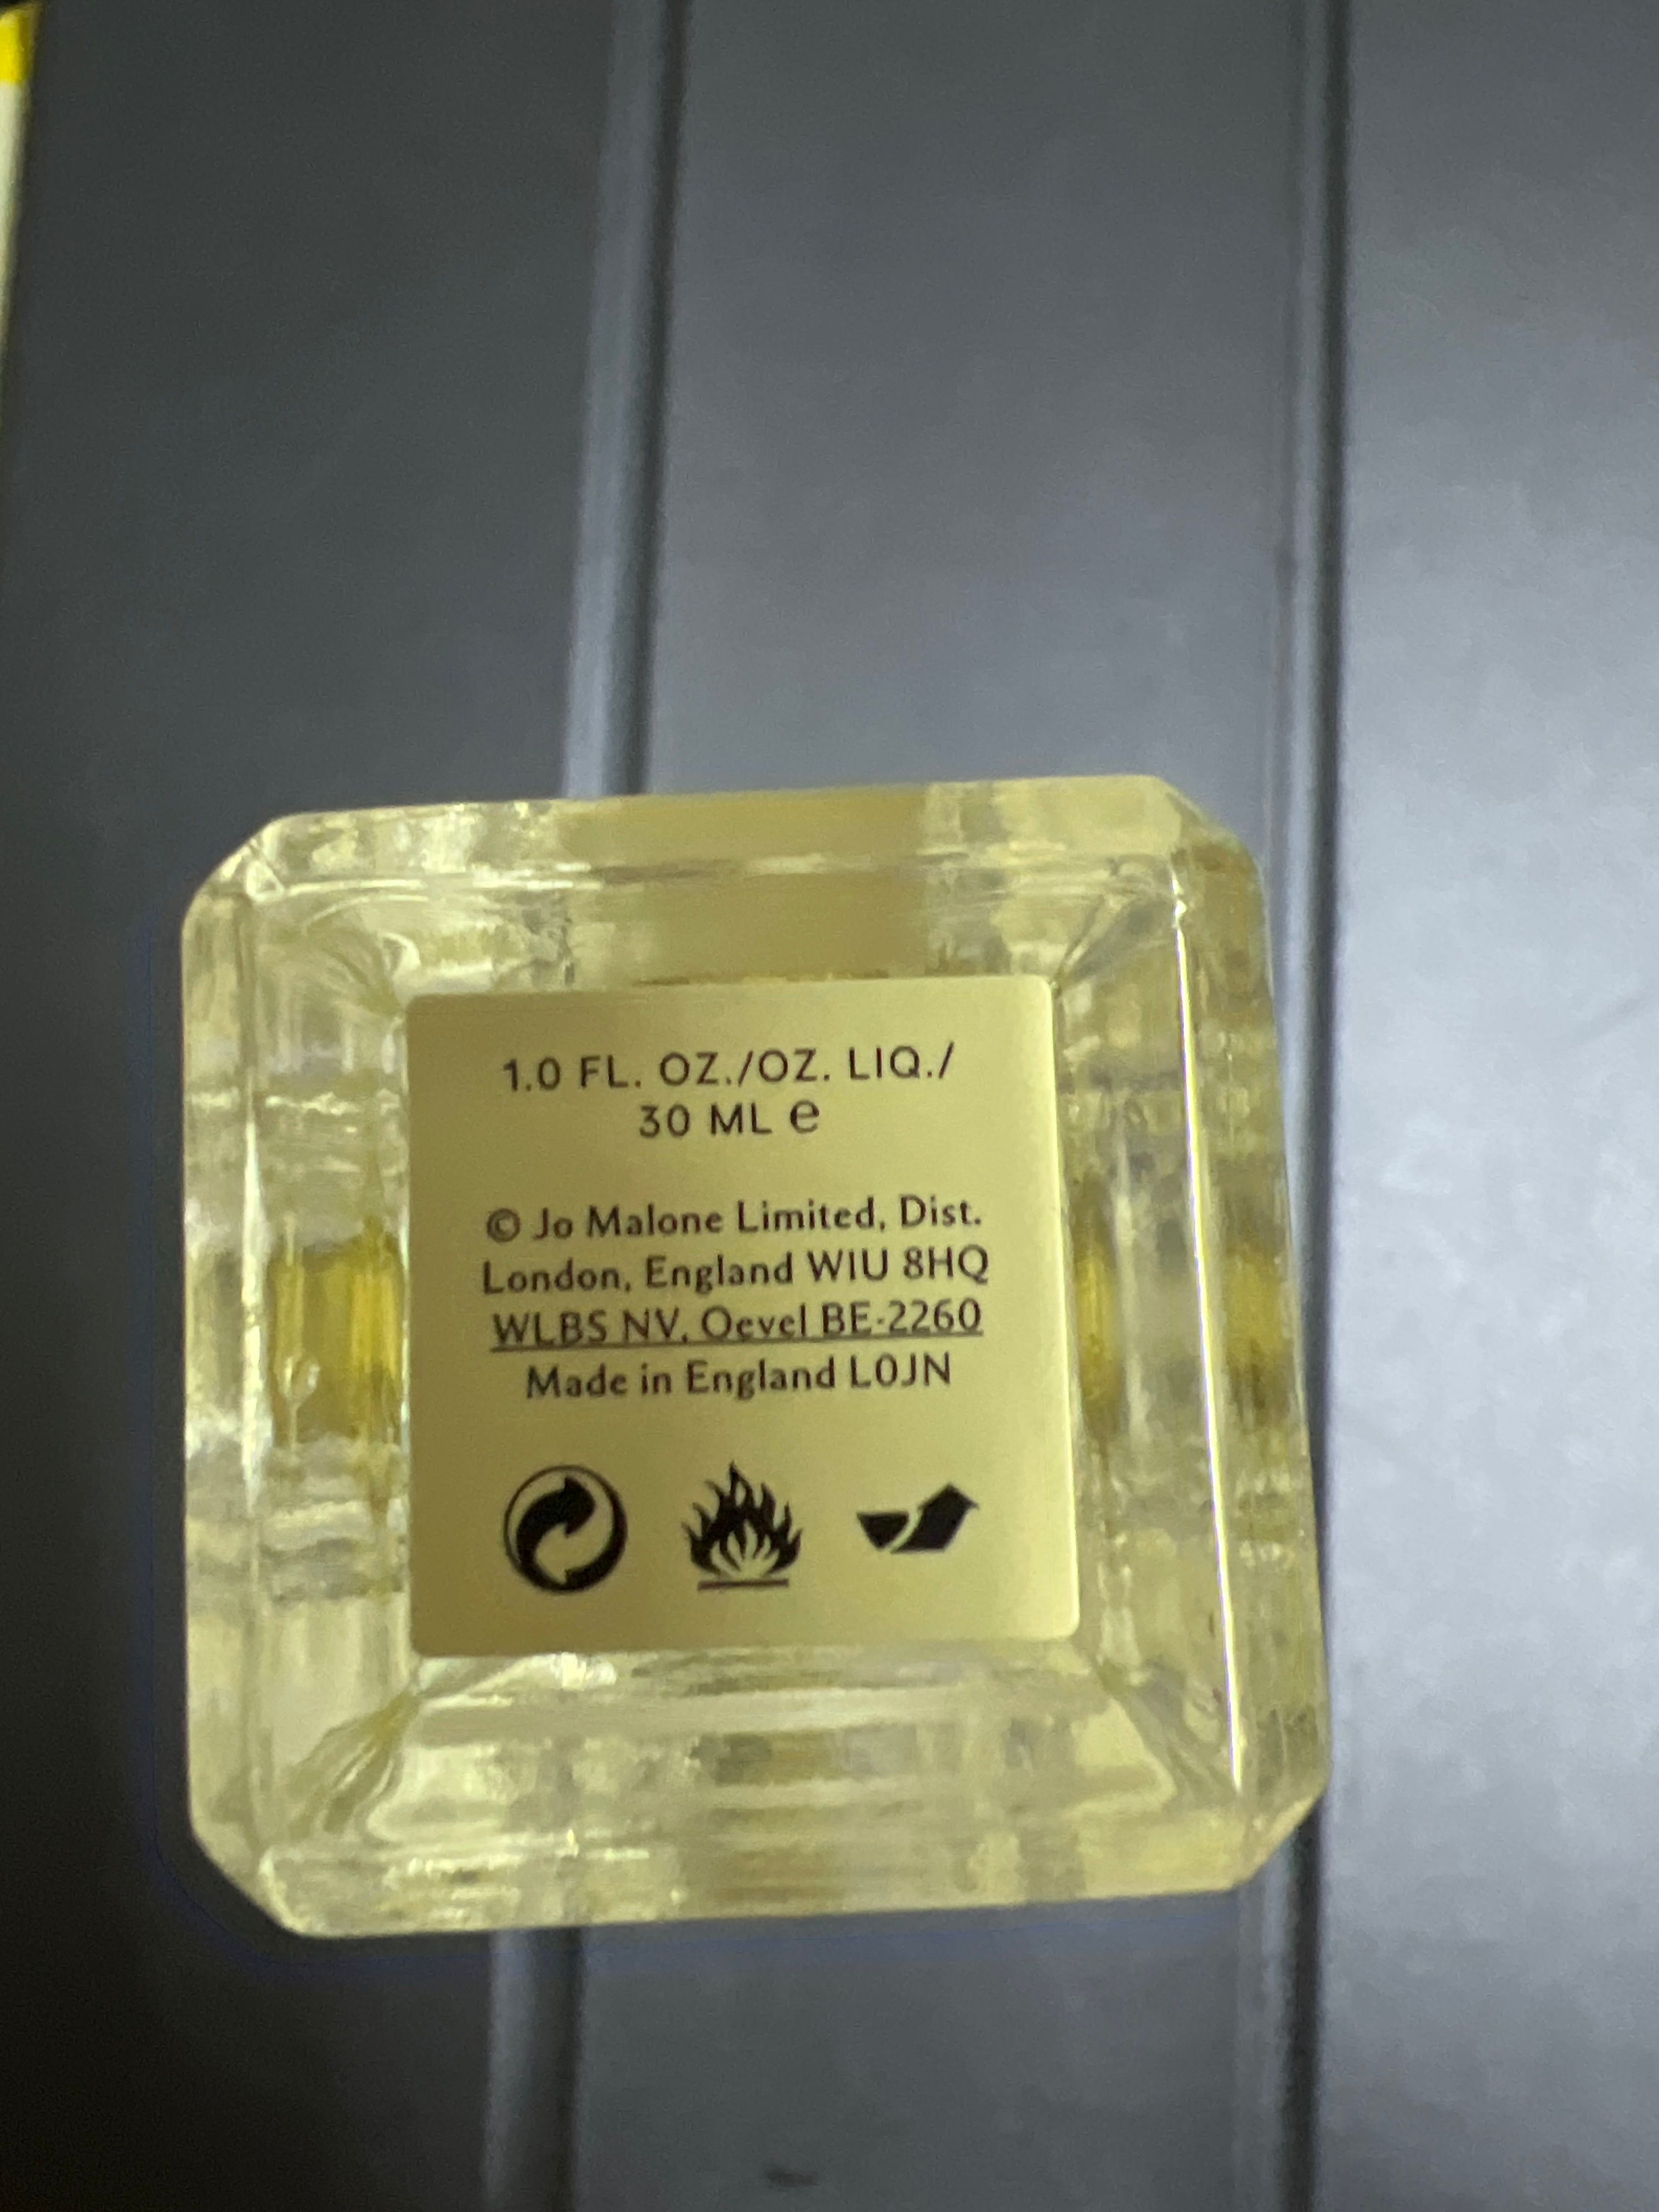 1.0 FL. OZ./OZ. LIQ./
30 ML e
© Jo Malone Limited, Dist.
London, England W1U 8HQ
WLBS NV, Oevel BE-2260
Made in England L0JN